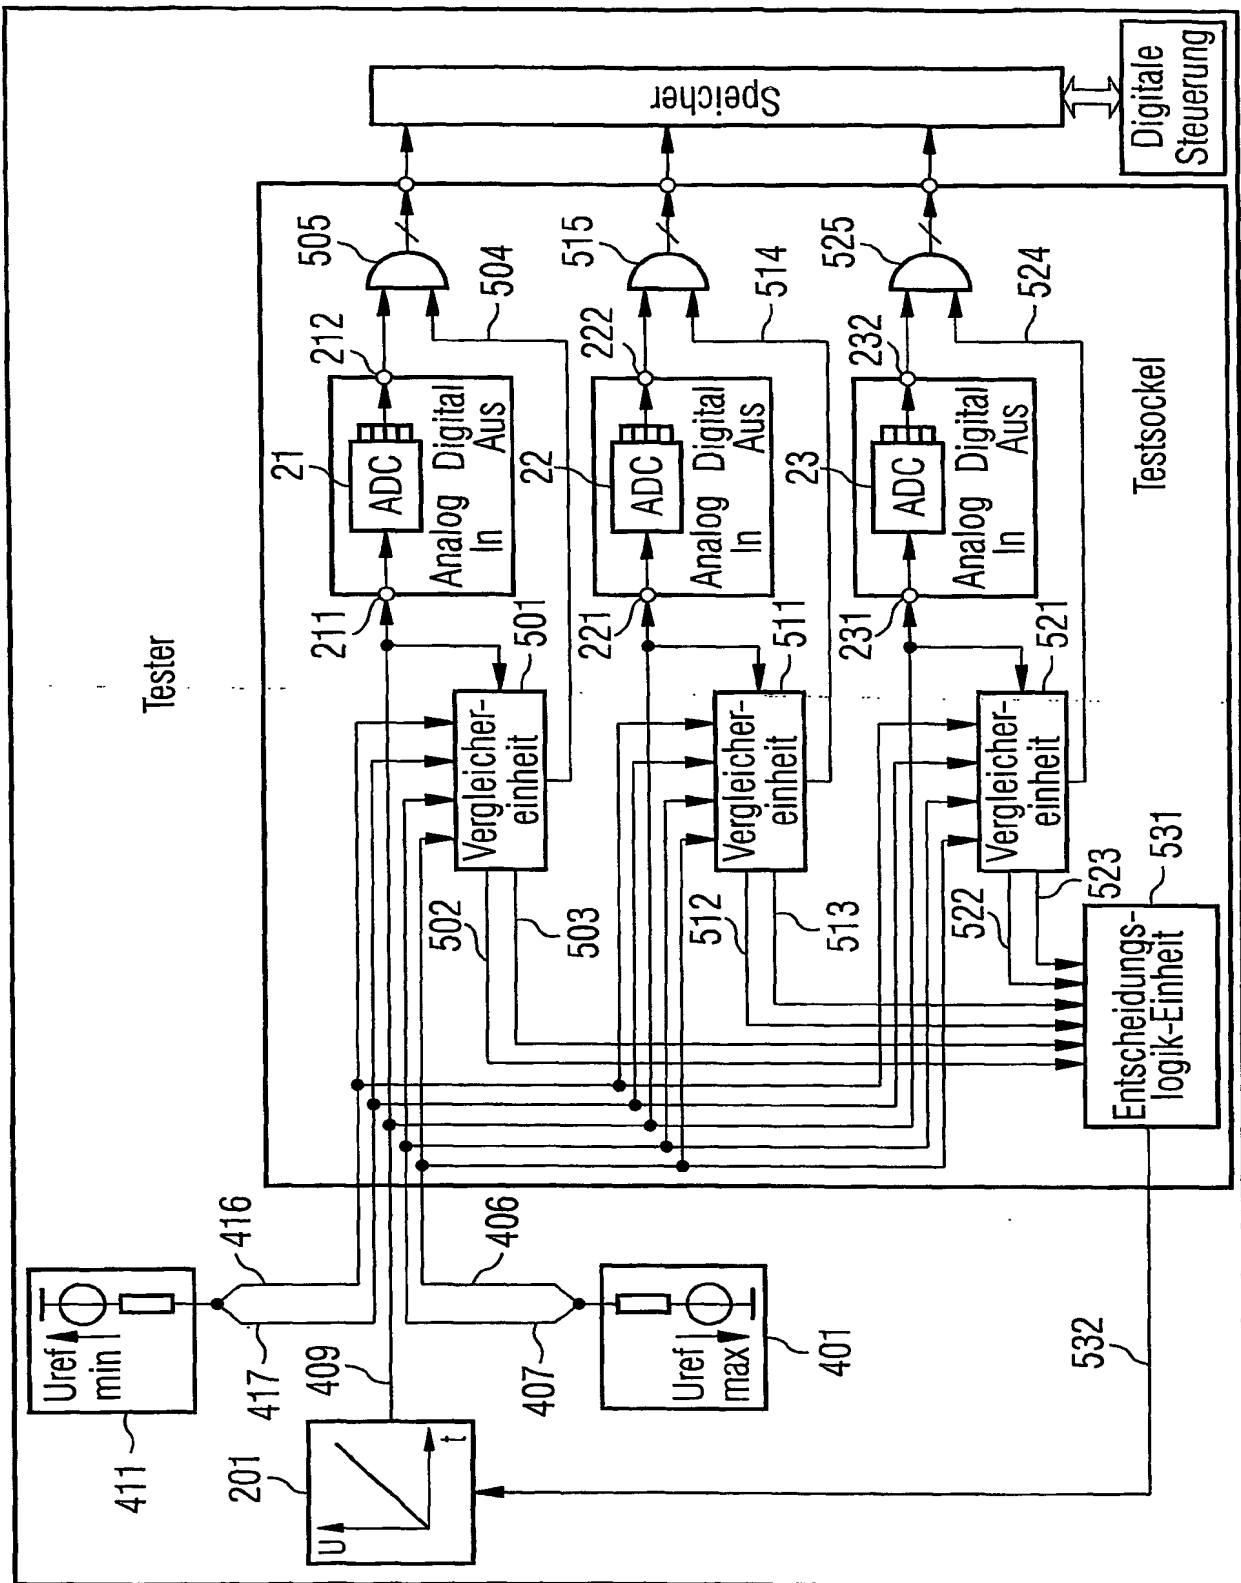 Tester
Testsockel
411
Uref
min
416
417
201
U
t
409
406
407
Uref
max
401
532
211
21
ADC
Analog
In
Digital
Aus
212
505
504
501
Vergleicher-
einheit
502
503
221
22
ADC
Analog
In
Digital
Aus
222
515
514
511
Vergleicher-
einheit
512
513
231
23
ADC
Analog
In
Digital
Aus
232
525
524
521
Vergleicher-
einheit
522
523
531
Entscheidungs-
logik-Einheit
Speicher
Digitale
Steuerung